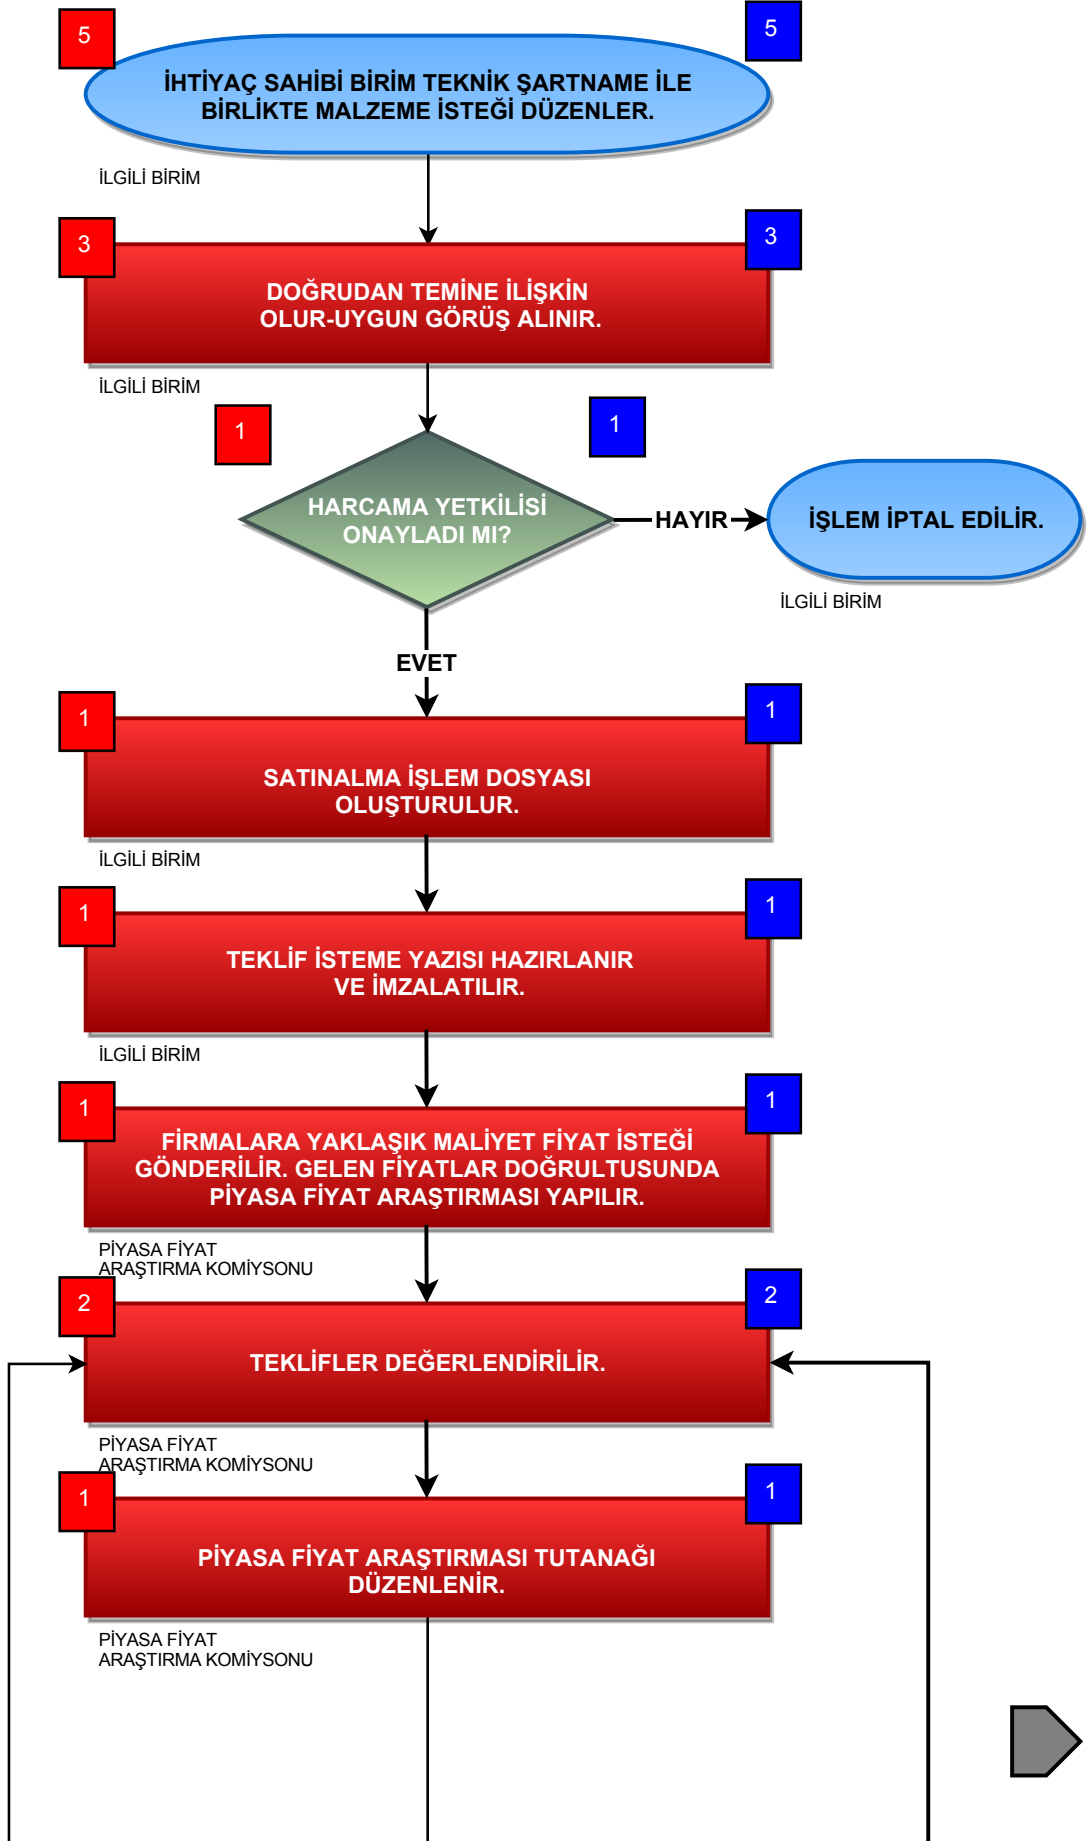 5
5
İHTİYAÇ SAHİBİ BİRİM TEKNİK ŞARTNAME İLE
BİRLİKTE MALZEME İSTEĞİ DÜZENLER.
İLGİLİ BİRİM
3
3
DOĞRUDAN TEMİNE İLİŞKİN
OLUR-UYGUN GÖRÜŞ ALINIR.
İLGİLİ BİRİM
1
1
HARCAMA YETKİLİSİ
ONAYLADI MI?
HAYIR
İŞLEM İPTAL EDİLİR.
İLGİLİ BİRİM
EVET
1
1
SATINALMA İŞLEM DOSYASI
OLUŞTURULUR.
İLGİLİ BİRİM
1
1
TEKLİF İSTEME YAZISI HAZIRLANIR
VE İMZALATILIR.
İLGİLİ BİRİM
1
1
FİRMALARA YAKLAŞIK MALİYET FİYAT İSTEĞİ
GÖNDERİLİR. GELEN FİYATLAR DOĞRULTUSUNDA
PİYASA FİYAT ARAŞTIRMASI YAPILIR.
PİYASA FİYAT
ARAŞTIRMA KOMİYSONU
2
2
TEKLİFLER DEĞERLENDİRİLİR.
PİYASA FİYAT
ARAŞTIRMA KOMİYSONU
1
1
PİYASA FİYAT ARAŞTIRMASI TUTANAĞI
DÜZENLENİR.
PİYASA FİYAT
ARAŞTIRMA KOMİYSONU